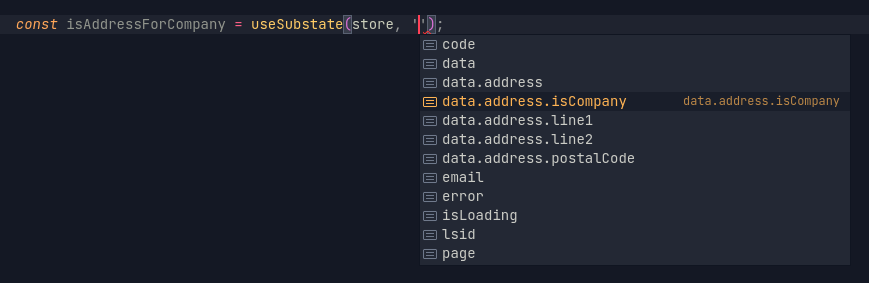 const isAddressForCompany = useSubstate(store, '');
code
data
data.address
data.address.isCompany data.address.isCompany
data.address.line1
data.address.line2
data.address.postalCode
email
error
isLoading
lsid
page